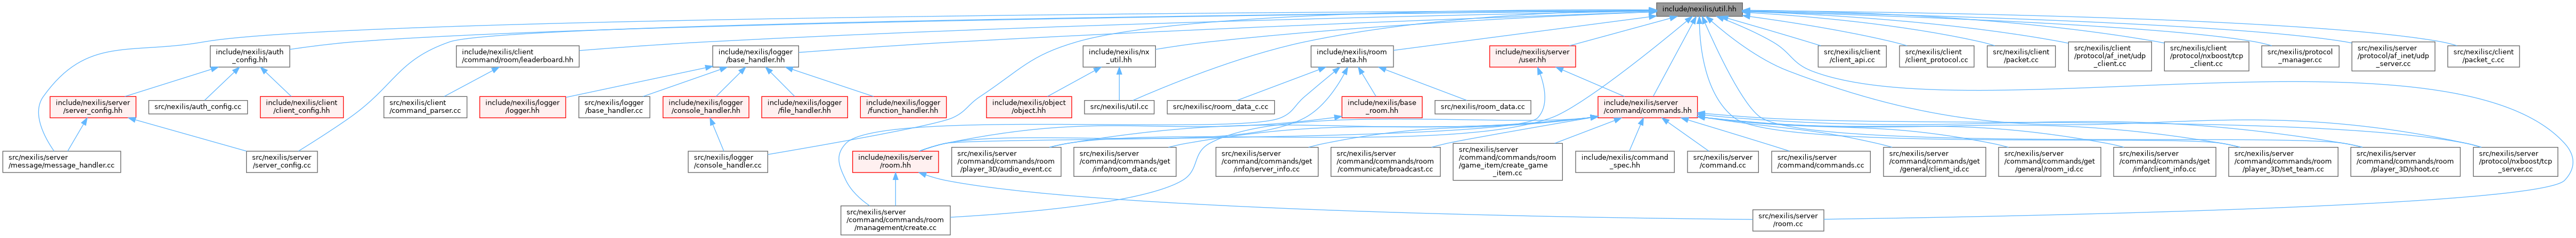 include/nexilis/util.hh
include/nexilis/auth
_config.hh
include/nexilis/client
/command/room/leaderboard.hh
include/nexilis/logger
/base_handler.hh
include/nexilis/nx
_util.hh
include/nexilis/room
_data.hh
include/nexilis/server
/user.hh
src/nexilis/client
/client_api.cc
src/nexilis/client
/client_protocol.cc
src/nexilis/client
/packet.cc
src/nexilis/client
/protocol/af_inet/udp
_client.cc
src/nexilis/client
/protocol/nxboost/tcp
_client.cc
src/nexilis/protocol
_manager.cc
src/nexilis/server
/protocol/af_inet/udp
_server.cc
src/nexilisc/client
/packet_c.cc
include/nexilis/server
/server_config.hh
src/nexilis/auth_config.cc
include/nexilis/client
/client_config.hh
src/nexilis/client
/command_parser.cc
include/nexilis/logger
/logger.hh
src/nexilis/logger
/base_handler.cc
include/nexilis/logger
/console_handler.hh
include/nexilis/logger
/file_handler.hh
include/nexilis/logger
/function_handler.hh
include/nexilis/object
/object.hh
src/nexilis/util.cc
src/nexilisc/room_data_c.cc
include/nexilis/base
_room.hh
src/nexilis/room_data.cc
include/nexilis/server
/command/commands.hh
src/nexilis/server
/message/message_handler.cc
src/nexilis/server
/server_config.cc
src/nexilis/logger
/console_handler.cc
include/nexilis/server
/room.hh
src/nexilis/server
/command/commands/room
/player_3D/audio_event.cc
src/nexilis/server
/command/commands/get
/info/room_data.cc
src/nexilis/server
/command/commands/get
/info/server_info.cc
src/nexilis/server
/command/commands/room
/communicate/broadcast.cc
src/nexilis/server
/command/commands/room
/game_item/create_game
_item.cc
include/nexilis/command
_spec.hh
src/nexilis/server
/command.cc
src/nexilis/server
/command/commands.cc
src/nexilis/server
/command/commands/get
/general/client_id.cc
src/nexilis/server
/command/commands/get
/general/room_id.cc
src/nexilis/server
/command/commands/get
/info/client_info.cc
src/nexilis/server
/command/commands/room
/player_3D/set_team.cc
src/nexilis/server
/command/commands/room
/player_3D/shoot.cc
src/nexilis/server
/protocol/nxboost/tcp
_server.cc
src/nexilis/server
/command/commands/room
/management/create.cc
src/nexilis/server
/room.cc